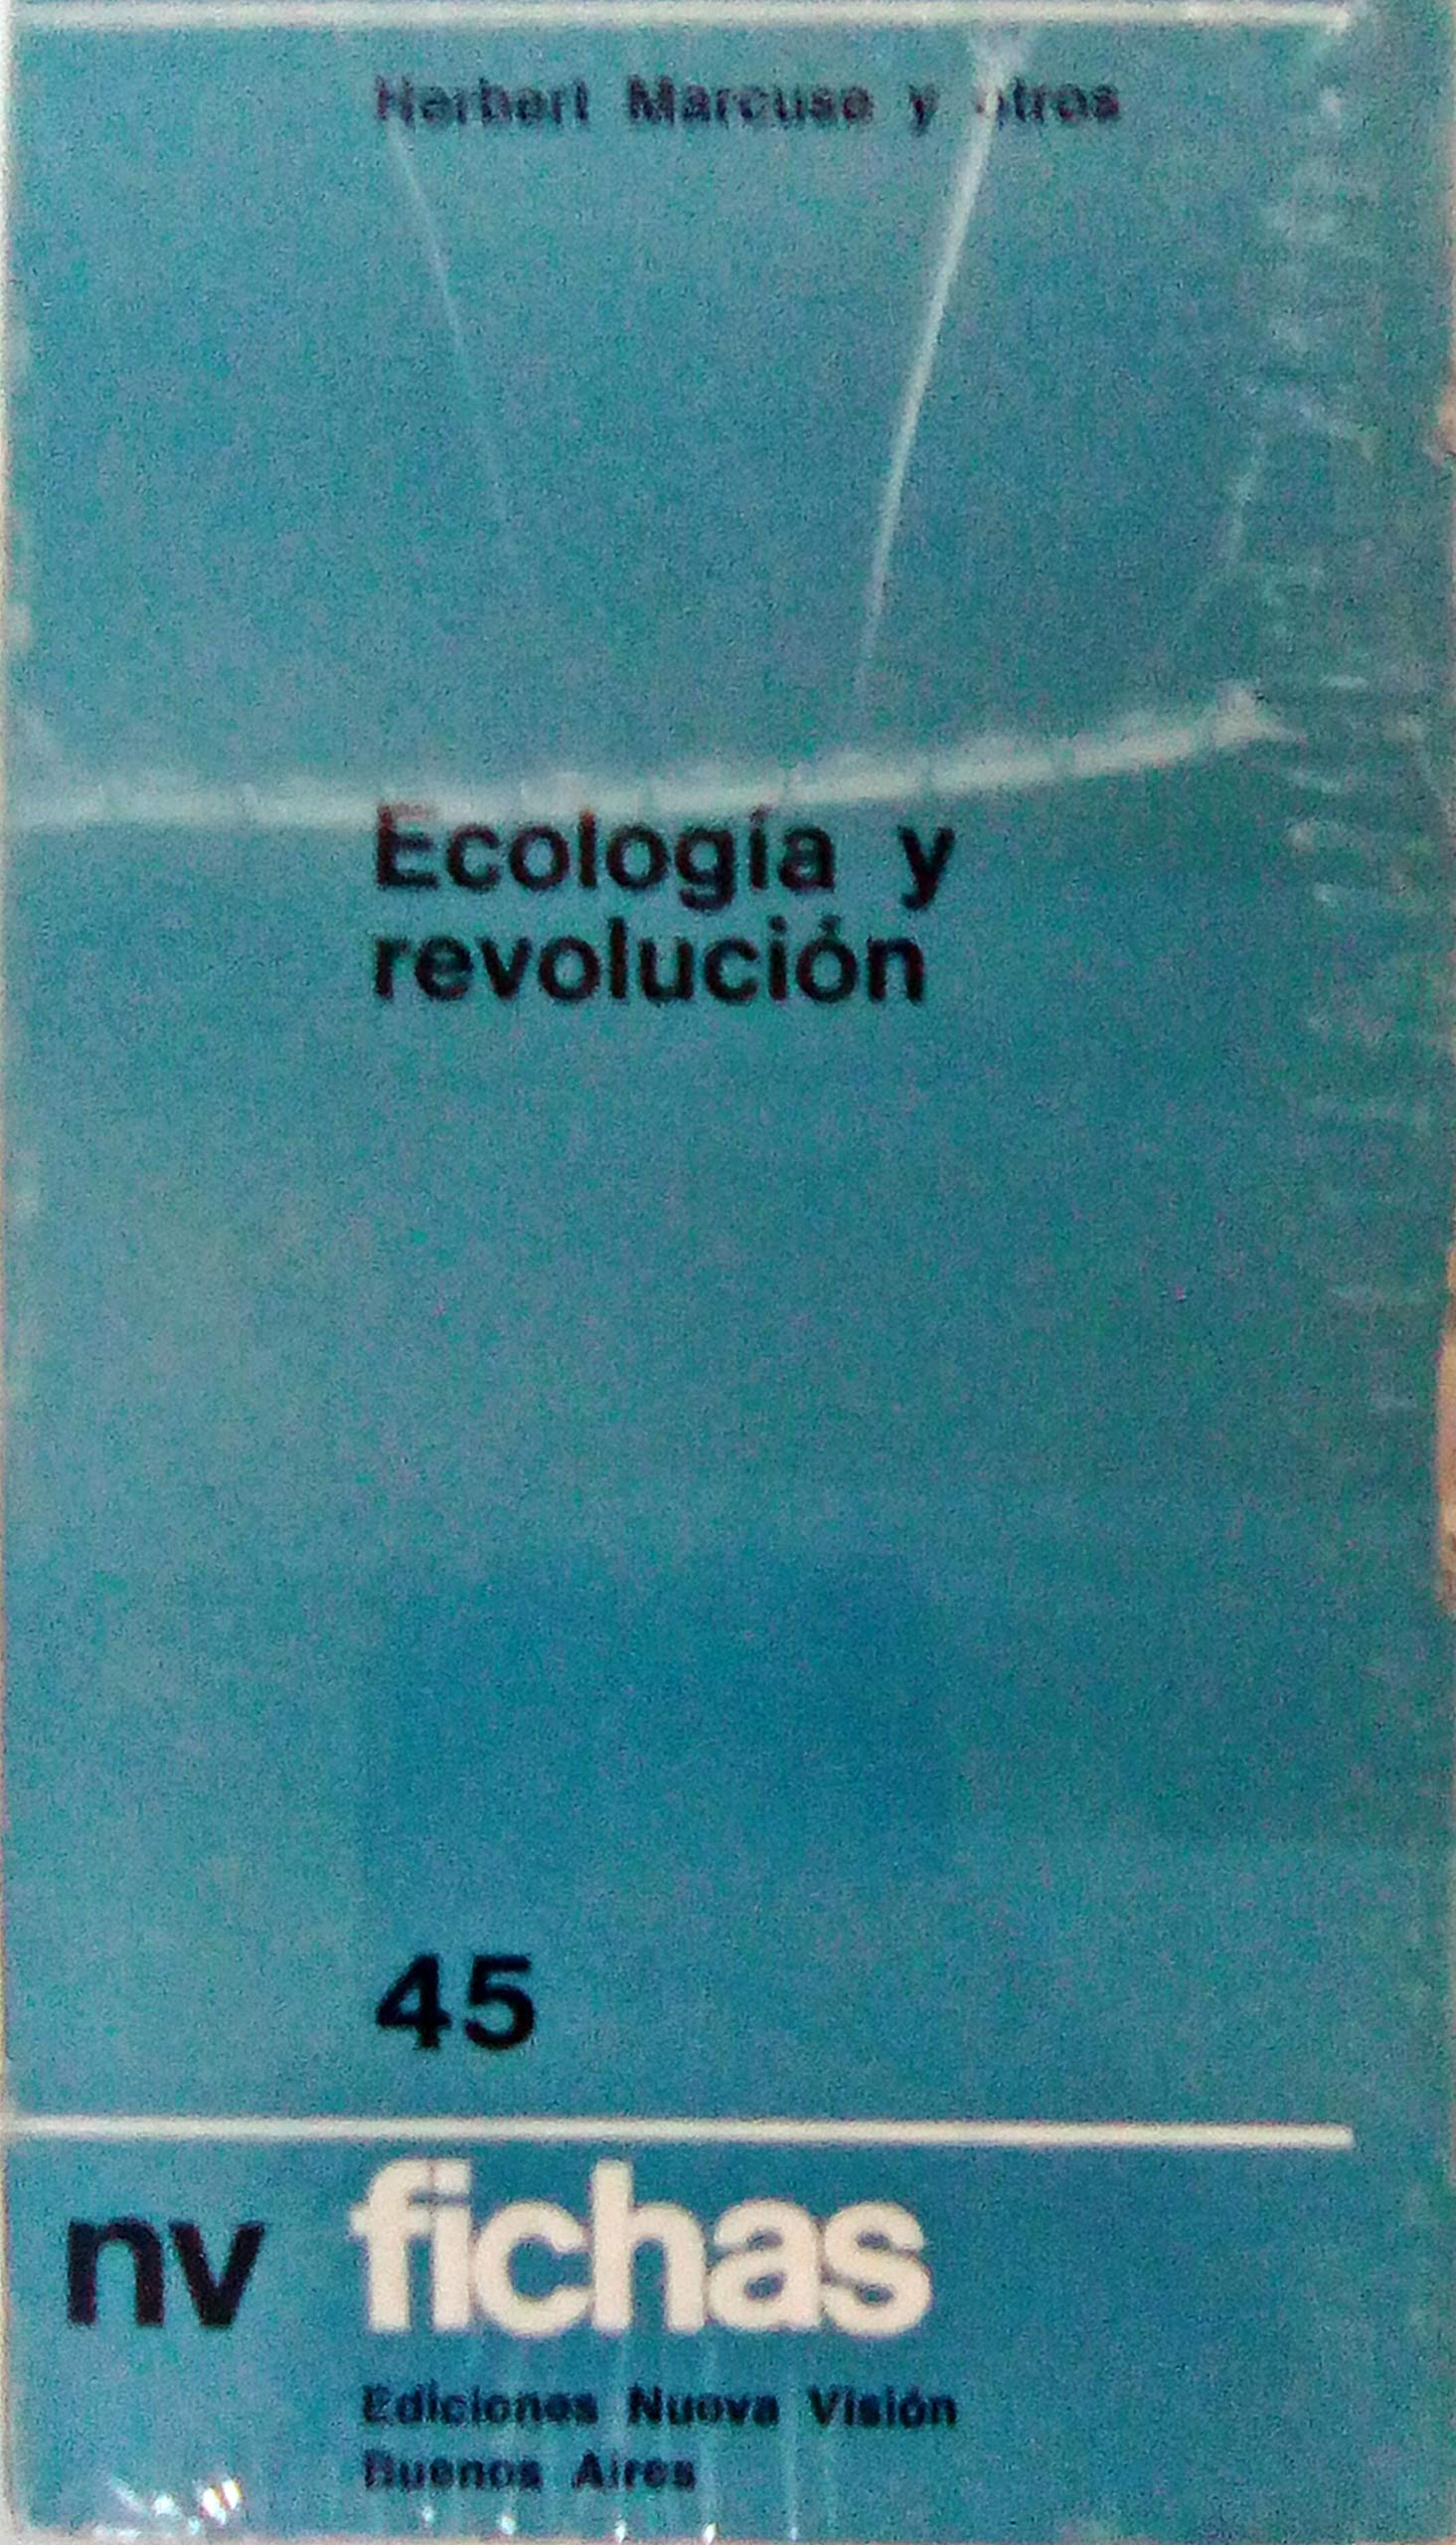 Herbert Marcuse y otros
Ecología y
revolución
45
nv fichas
Ediciones Nueva Visión
Buenos Aires